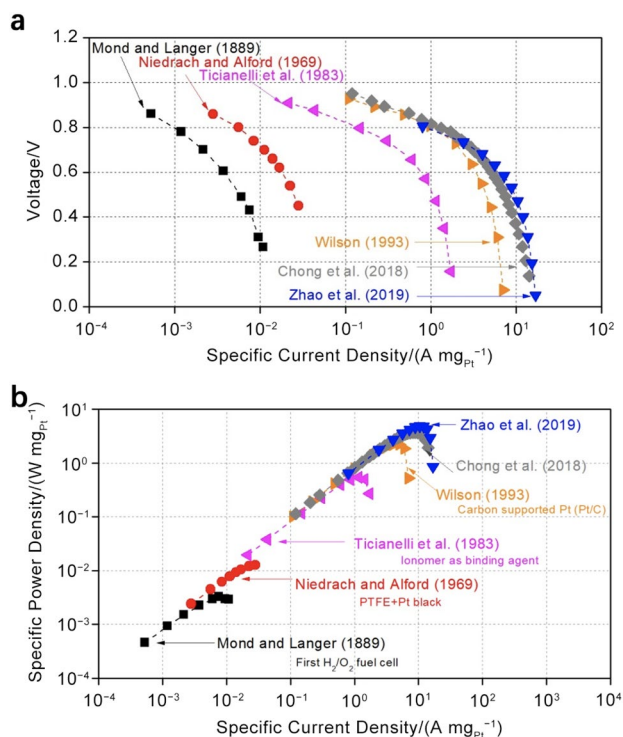 a
1.2
1.0
0.8
0.6
0.4
0.2
0.0
Voltage/V
Mond and Langer (1889)
Niedrach and Alford (1969)
Ticianelli et al. (1983)
Wilson (1993)
Chong et al. (2018)
Zhao et al. (2019)
10⁻⁴ 10⁻³ 10⁻² 10⁻¹ 10⁰ 10¹ 10²
Specific Current Density/(A mg_Pt⁻¹)
b
10¹
10⁰
10⁻¹
10⁻²
10⁻³
10⁻⁴
Specific Power Density/(W mg_Pt⁻¹)
Zhao et al. (2019)
Chong et al. (2018)
Wilson (1993)
Carbon supported Pt (Pt/C)
Ticianelli et al. (1983)
Ionomer as binding agent
Niedrach and Alford (1969)
PTFE+Pt black
Mond and Langer (1889)
First H₂/O₂ fuel cell
10⁻⁴ 10⁻³ 10⁻² 10⁻¹ 10⁰ 10¹ 10² 10³ 10⁴
Specific Current Density/(A mg_Pt⁻¹)